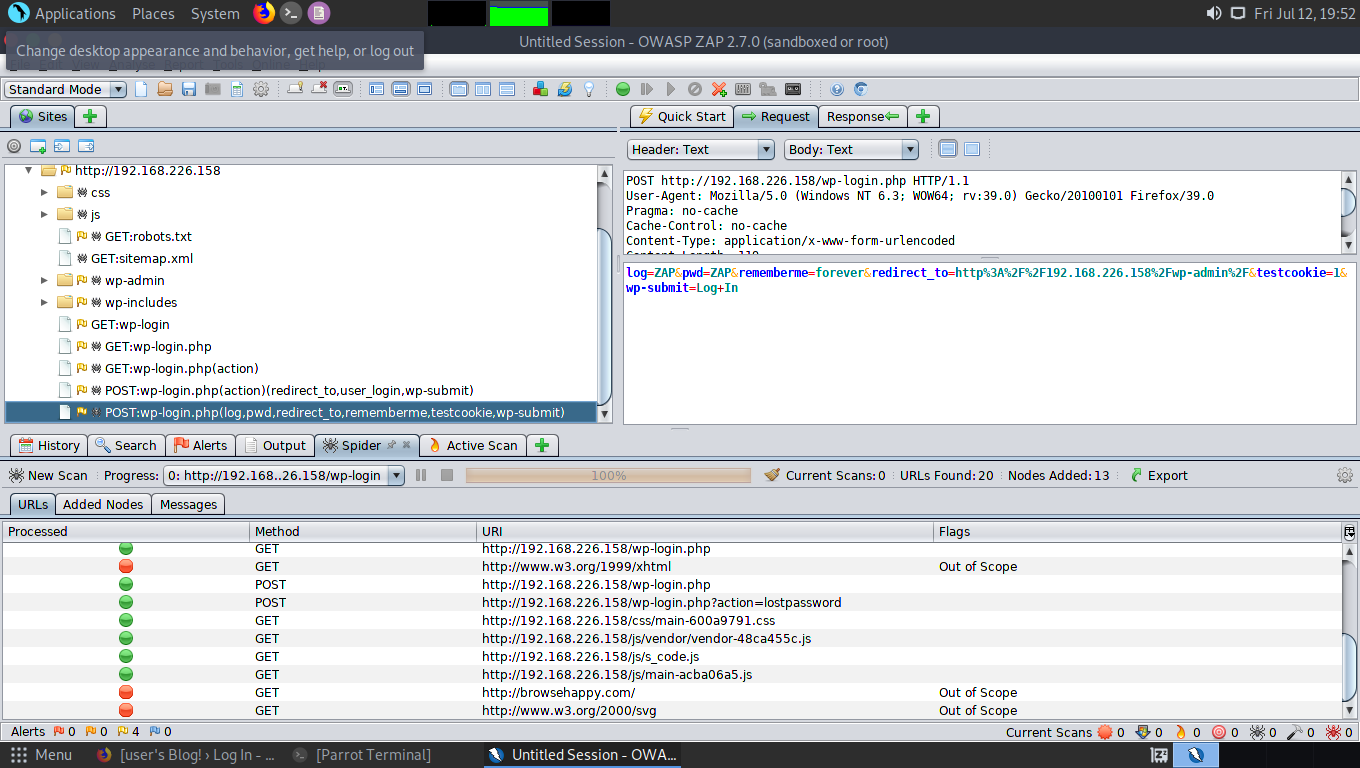 Applications Places System Fri Jul 12, 19:52
Change desktop appearance and behavior, get help, or log out
Untitled Session - OWASP ZAP 2.7.0 (sandboxed or root)
Standard Mode
Sites
Quick Start Request Response
Header: Text Body: Text
http://192.168.226.158
css
js
GET:robots.txt
GET:sitemap.xml
wp-admin
wp-includes
GET:wp-login
GET:wp-login.php
GET:wp-login.php(action)
POST:wp-login.php(action)(redirect_to,user_login,wp-submit)
POST:wp-login.php(log,pwd,redirect_to,rememberme,testcookie,wp-submit)
POST http://192.168.226.158/wp-login.php HTTP/1.1
User-Agent: Mozilla/5.0 (Windows NT 6.3; WOW64; rv:39.0) Gecko/20100101 Firefox/39.0
Pragma: no-cache
Cache-Control: no-cache
Content-Type: application/x-www-form-urlencoded
log=ZAP&pwd=ZAP&rememberme=forever&redirect_to=http%3A%2F%2F192.168.226.158%2Fwp-admin%2F&testcookie=1&
wp-submit=Log+In
History Search Alerts Output Spider Active Scan
New Scan Progress: 0: http://192.168..26.158/wp-login 100% Current Scans: 0 URLs Found: 20 Nodes Added: 13 Export
URLs Added Nodes Messages
Processed Method URI Flags
GET http://192.168.226.158/wp-login.php
GET http://www.w3.org/1999/xhtml Out of Scope
POST http://192.168.226.158/wp-login.php
POST http://192.168.226.158/wp-login.php?action=lostpassword
GET http://192.168.226.158/css/main-600a9791.css
GET http://192.168.226.158/js/vendor/vendor-48ca455c.js
GET http://192.168.226.158/js/s_code.js
GET http://192.168.226.158/js/main-acba06a5.js
GET http://browsehappy.com/ Out of Scope
GET http://www.w3.org/2000/svg Out of Scope
Alerts 0 0 4 0 Current Scans 0 0 0 0 0 0 0
Menu [user's Blog! › Log In - ... [Parrot Terminal] Untitled Session - OWA...